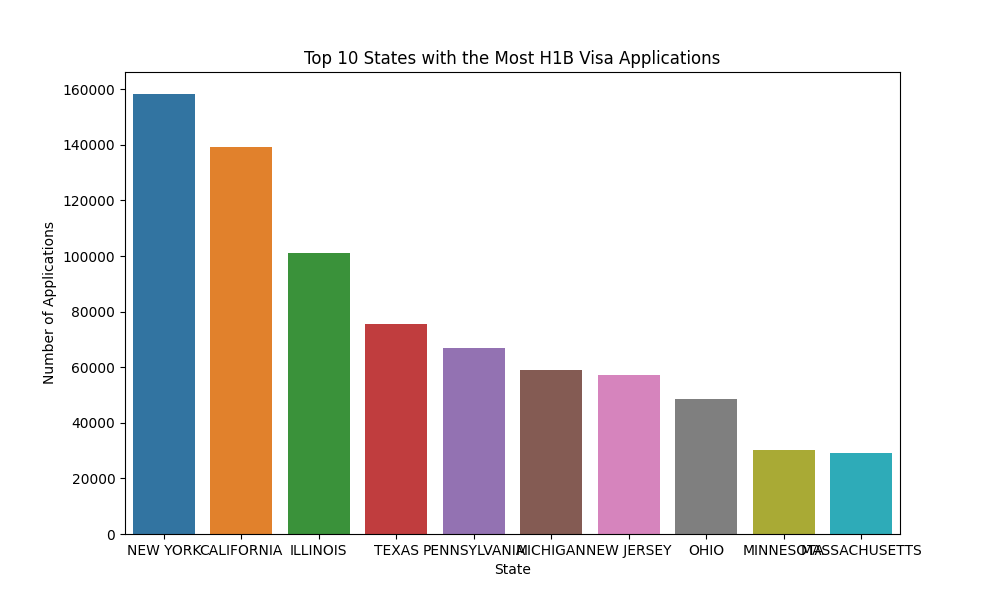 Top 10 States with the Most H1B Visa Applications
160000
140000
120000
100000
80000
60000
40000
20000
0
Number of Applications
NEW YORK CALIFORNIA ILLINOIS TEXAS PENNSYLVANIA MICHIGAN NEW JERSEY OHIO MINNESOTA MASSACHUSETTS
State